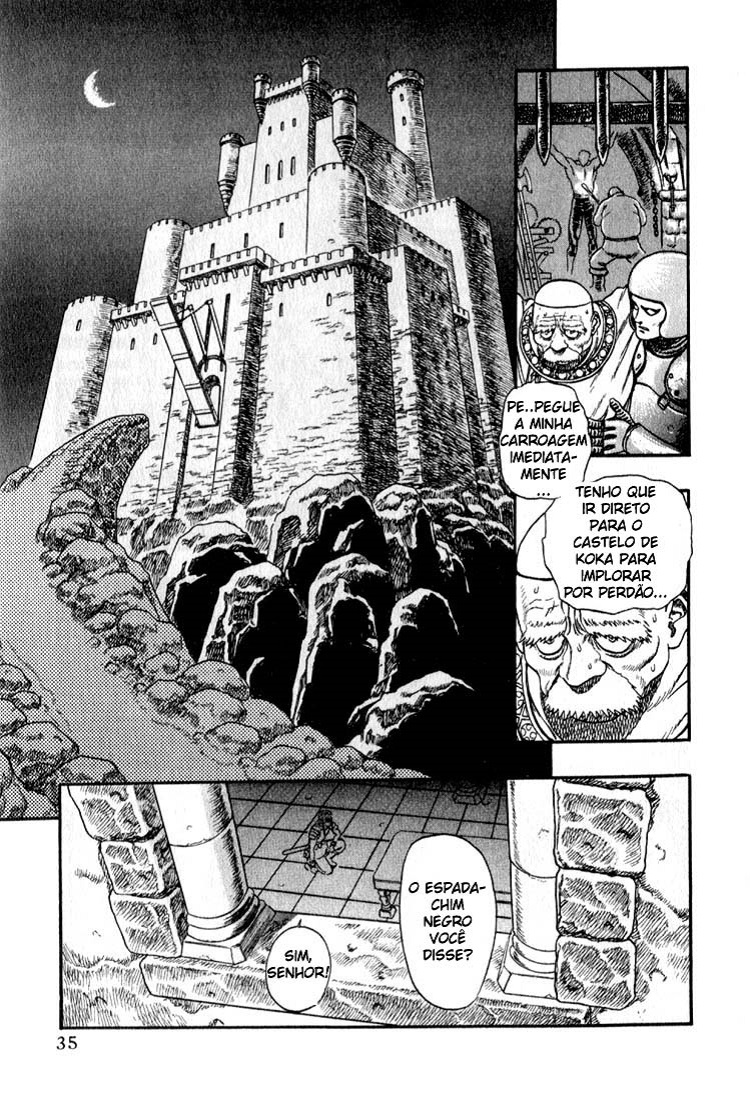 PE..PEGUE
A MINHA
CARROAGEM
IMEDIATA-
MENTE
...
TENHO QUE
IR DIRETO
PARA O
CASTELO DE
KOKA PARA
IMPLORAR
POR PERDÃO...
O ESPADA-
CHIM
NEGRO
VOCÊ
DISSE?
SIM,
SENHOR!
35